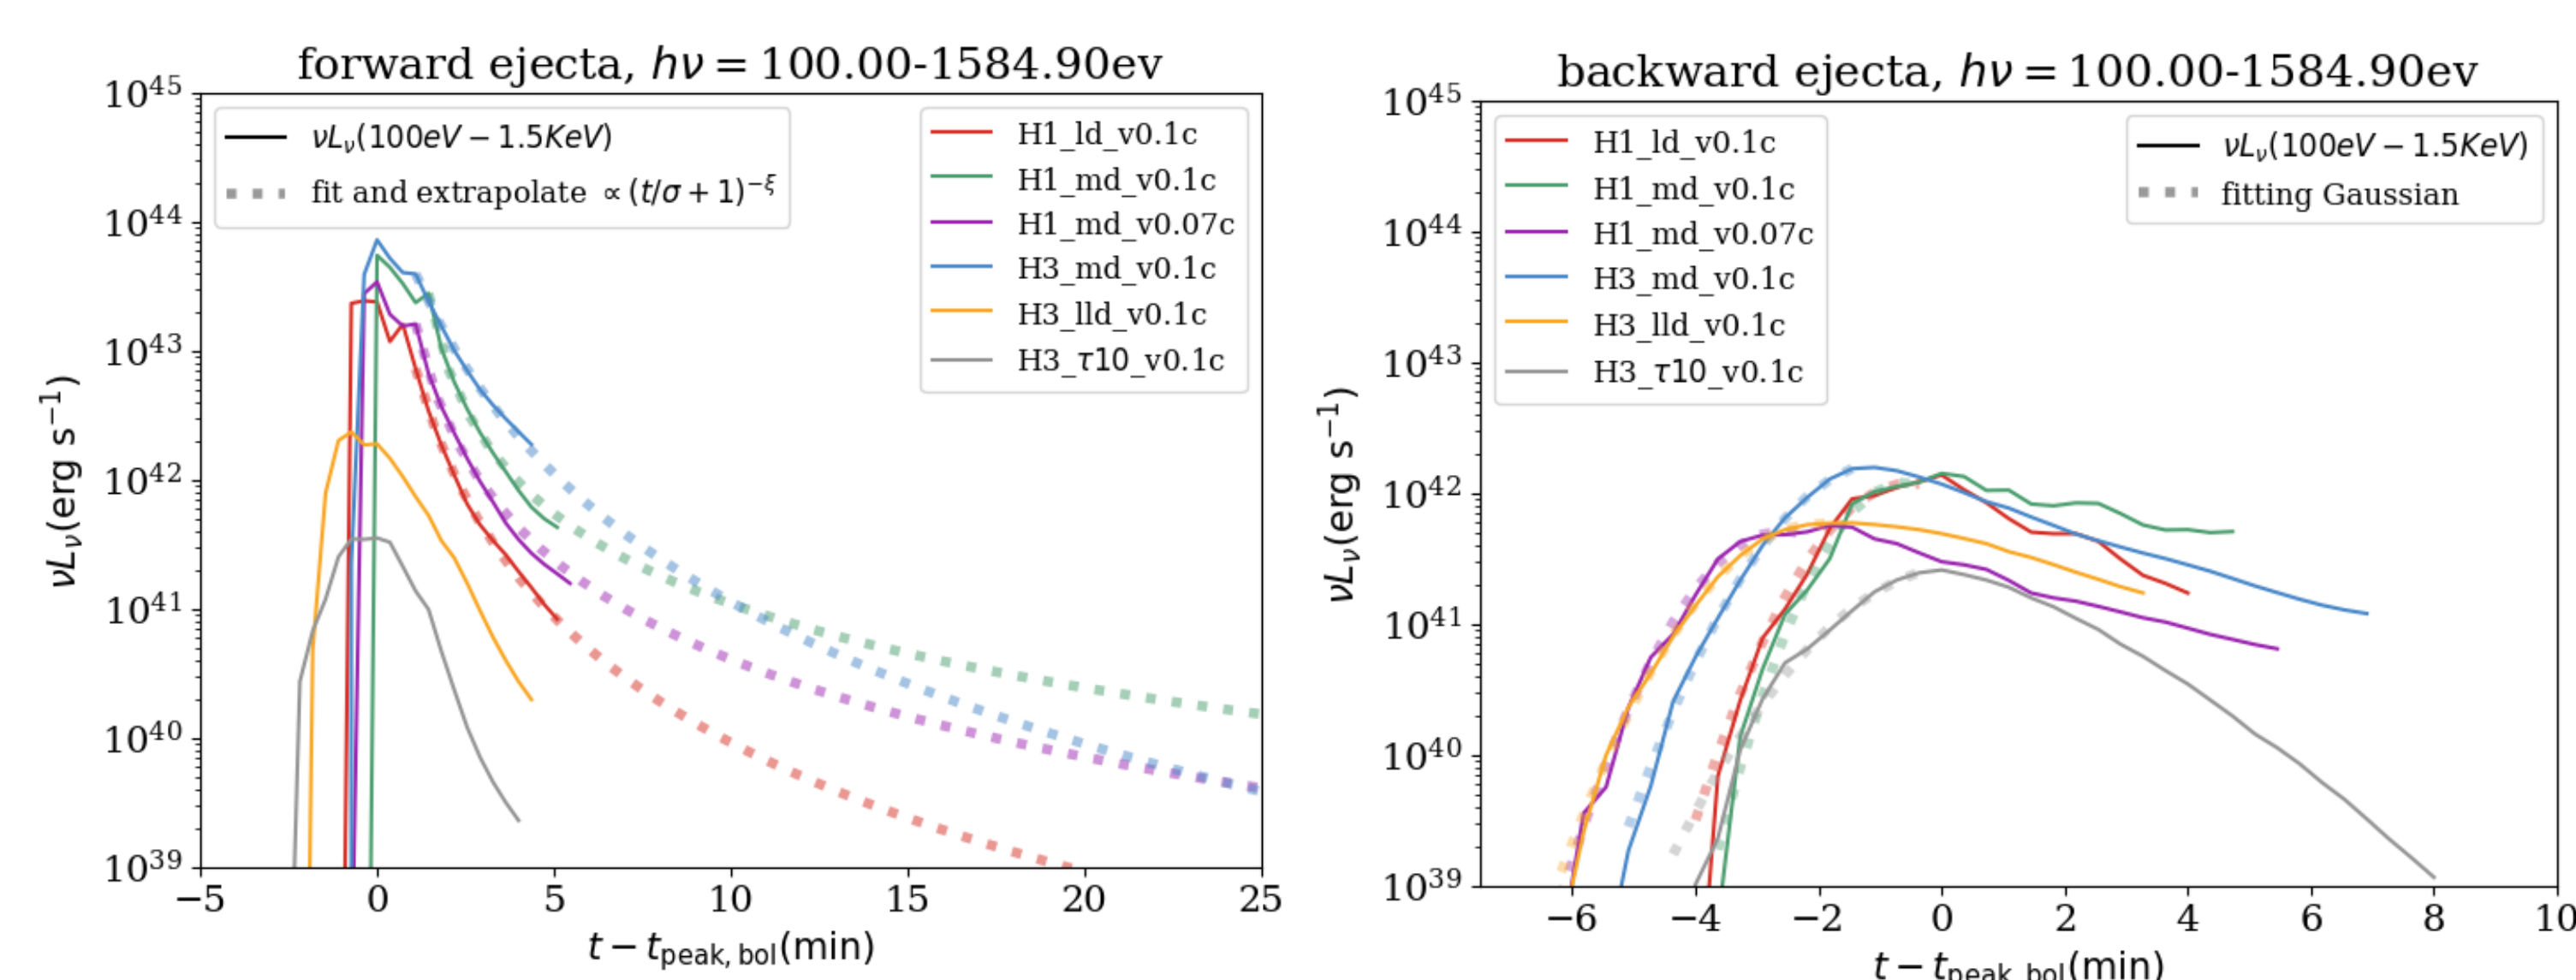 forward ejecta, hν = 100.00-1584.90ev
10^45
10^44
10^43
10^42
10^41
10^40
10^39
νL_ν(erg s^−1)
νL_ν(100eV − 1.5KeV)
fit and extrapolate ∝(t/σ + 1)^−ξ
H1_ld_v0.1c
H1_md_v0.1c
H1_md_v0.07c
H3_md_v0.1c
H3_lld_v0.1c
H3_τ10_v0.1c
−5 0 5 10 15 20 25
t − t_peak, bol(min)
backward ejecta, hν = 100.00-1584.90ev
10^45
10^44
10^43
10^42
10^41
10^40
10^39
νL_ν(erg s^−1)
H1_ld_v0.1c
H1_md_v0.1c
H1_md_v0.07c
H3_md_v0.1c
H3_lld_v0.1c
H3_τ10_v0.1c
νL_ν(100eV − 1.5KeV)
fitting Gaussian
−6 −4 −2 0 2 4 6 8 10
t − t_peak, bol(min)